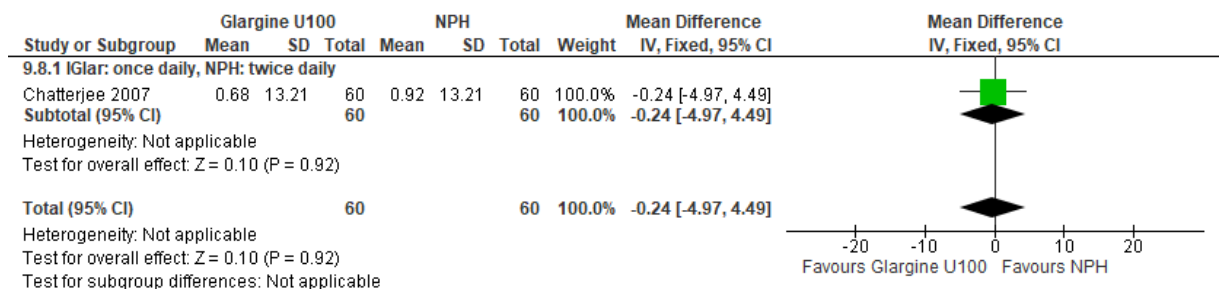 Glargine U100 NPH Mean Difference Mean Difference
Study or Subgroup Mean SD Total Mean SD Total Weight IV, Fixed, 95% CI IV, Fixed, 95% CI
9.8.1 IGlar: once daily, NPH: twice daily
Chatterjee 2007 0.68 13.21 60 0.92 13.21 60 100.0% -0.24 [-4.97, 4.49]
Subtotal (95% CI) 60 60 100.0% -0.24 [-4.97, 4.49]
Heterogeneity: Not applicable
Test for overall effect: Z = 0.10 (P = 0.92)
Total (95% CI) 60 60 100.0% -0.24 [-4.97, 4.49]
Heterogeneity: Not applicable
Test for overall effect: Z = 0.10 (P = 0.92)
Test for subgroup differences: Not applicable
-20 -10 0 10 20
Favours Glargine U100 Favours NPH